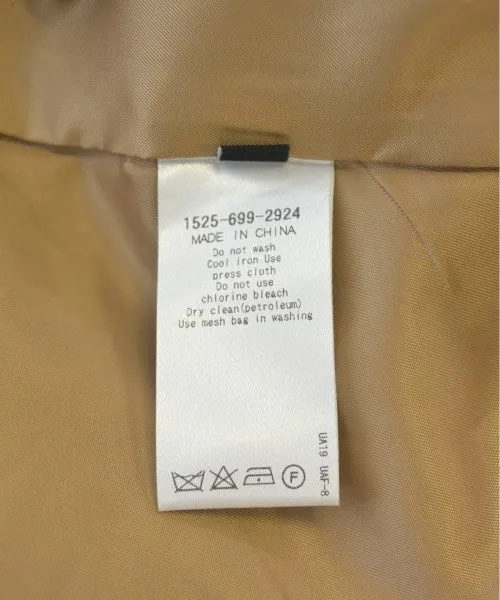 1525-699-2924
MADE IN CHINA
Do not wash
Cool iron Use
press cloth
Do not use
chlorine bleach
Dry clean(petroleum)
Use mesh bag in washing
UA19 UAF-8
F